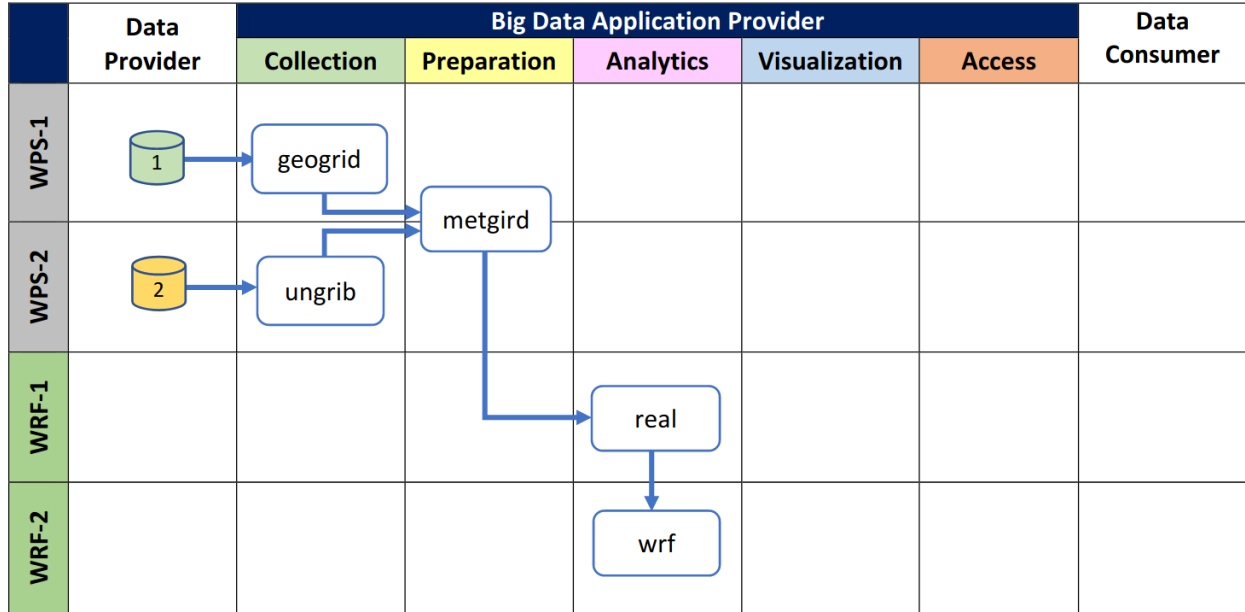 Data Provider
Big Data Application Provider
Data Consumer
Collection
Preparation
Analytics
Visualization
Access
WPS-1
1
geogrid
metgird
WPS-2
2
ungrib
WRF-1
real
WRF-2
wrf